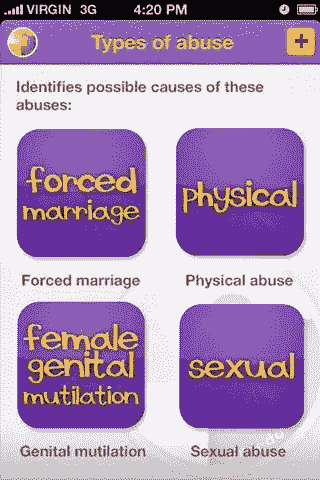 VIRGIN 3G 4:20 PM
Types of abuse
Identifies possible causes of these
abuses:
forced
marriage
physical
Forced marriage
Physical abuse
female
genital
mutilation
sexual
Genital mutilation
Sexual abuse